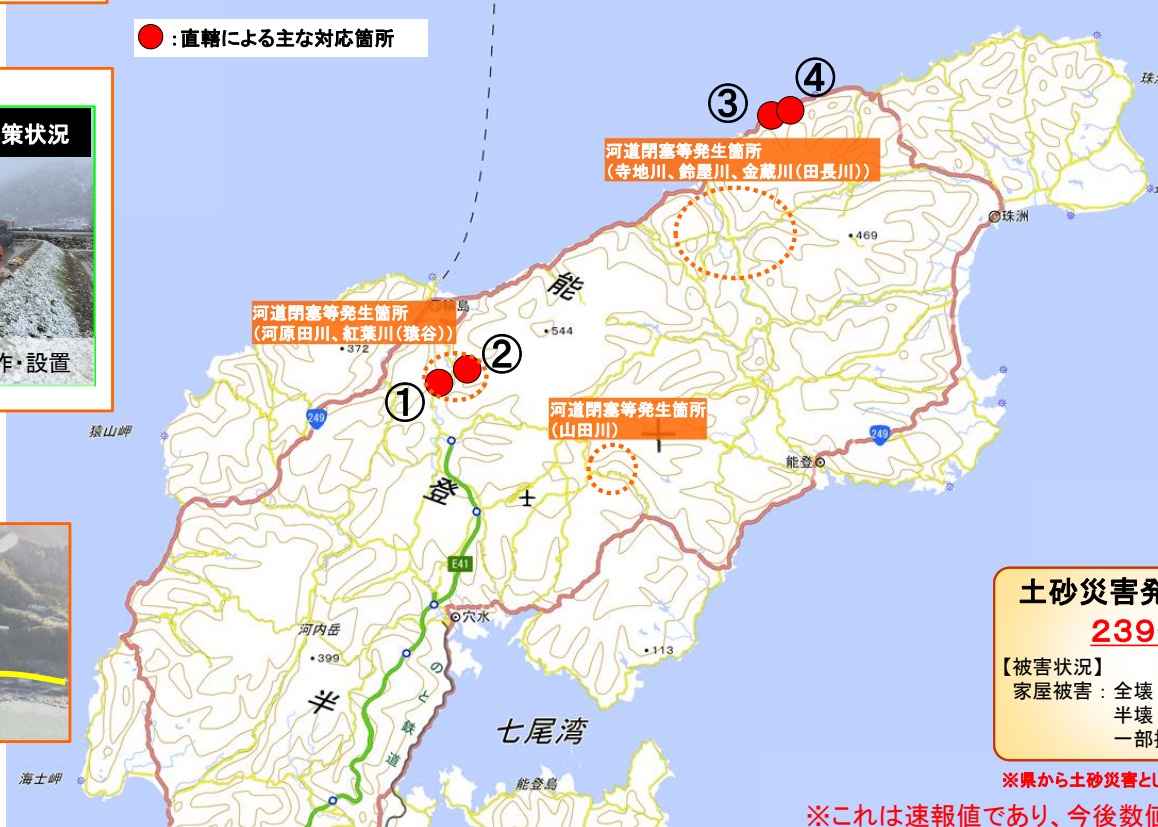 ：直轄による主な対応箇所
策状況
作・設置
③
④
河道閉塞等発生箇所
（寺地川、鈴屋川、金蔵川（田長川））
珠洲
・469
能
河道閉塞等発生箇所
（河原田川、紅葉川（猿谷））
・544
・372
②
①
河道閉塞等発生箇所
（山田川）
249
猿山岬
249
能登
登
E41
穴水
河内岳
・399
・113
半
のと鉄道
七尾湾
海士岬
能登島
土砂災害発
239
【被害状況】
家屋被害：全壊
半壊
一部損
※県から土砂災害とし
※これは速報値であり、今後数値